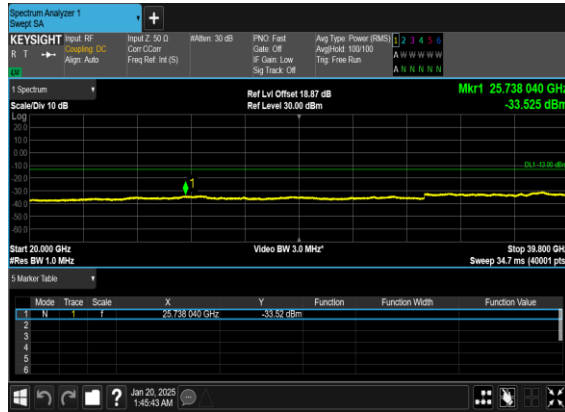 Spectrum Analyzer 1
Swept SA
KEYSIGHT Input: RF Input Z: 50 Ω #Atten: 30 dB PNO: Fast Avg Type: Power (RMS) 1 2 3 4 5 6
R T Coupling: DC Corr CCorr Gate: Off Avg|Hold: 100/100 A W W W W W
Align: Auto Freq Ref: Int (S) IF Gain: Low Trig: Free Run
Sig Track: Off A N N N N N
1 Spectrum Ref Lvl Offset 18.87 dB Mkr1 25.738 040 GHz
Scale/Div 10 dB Ref Level 30.00 dBm -33.525 dBm
Log
20.0
10.0
0.00
-10.0
DL1 -13.00 dBm
-20.0
1
-30.0
-40.0
-50.0
-60.0
Start 20.000 GHz Video BW 3.0 MHz* Stop 39.800 GHz
#Res BW 1.0 MHz Sweep 34.7 ms (40001 pts)
5 Marker Table
Mode Trace Scale X Y Function Function Width Function Value
1 N 1 f 25.738 040 GHz -33.52 dBm
2
3
4
5
6
? Jan 20, 2025
1:45:43 AM